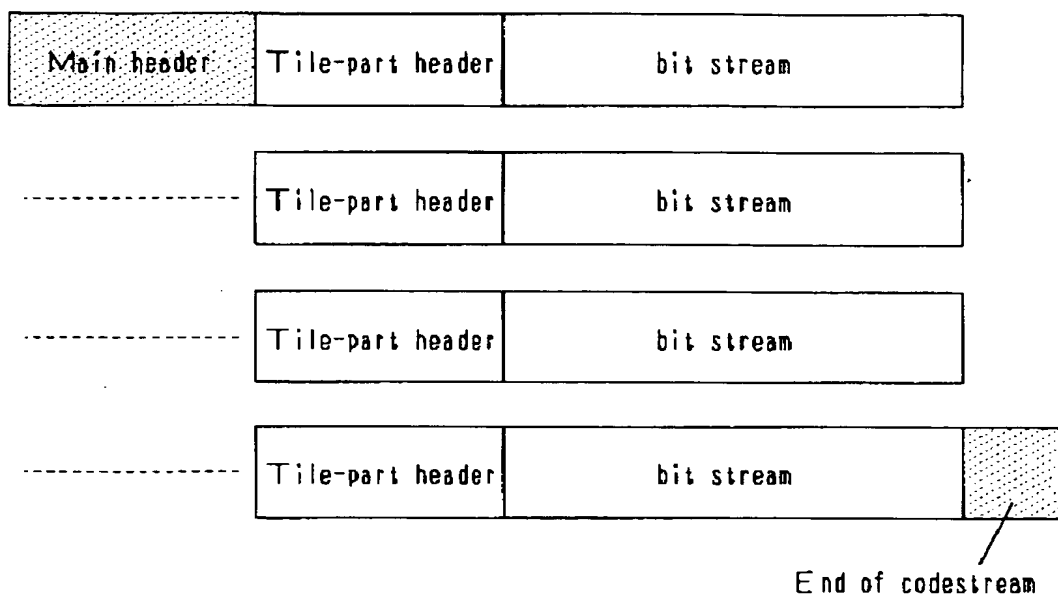 Main header Tile-part header bit stream
Tile-part header bit stream
Tile-part header bit stream
Tile-part header bit stream
End of codestream